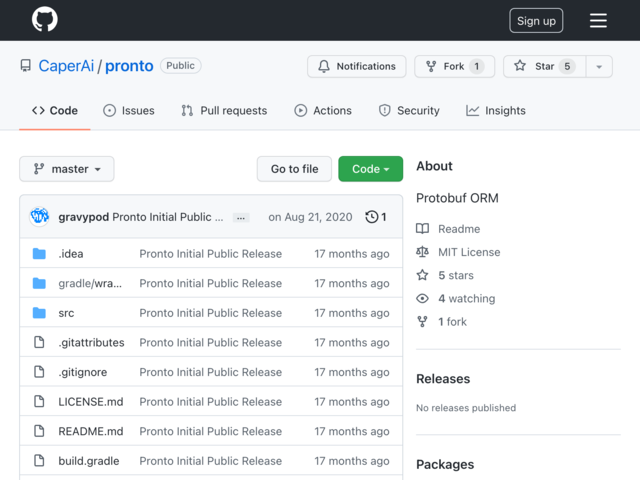 Sign up
CaperAi / pronto Public
Notifications
Fork 1
Star 5
Code
Issues
Pull requests
Actions
Security
Insights
master
Go to file
Code
gravypod Pronto Initial Public ... ... on Aug 21, 2020 1
.idea Pronto Initial Public Release 17 months ago
gradle/wra... Pronto Initial Public Release 17 months ago
src Pronto Initial Public Release 17 months ago
.gitattributes Pronto Initial Public Release 17 months ago
.gitignore Pronto Initial Public Release 17 months ago
LICENSE.md Pronto Initial Public Release 17 months ago
README.md Pronto Initial Public Release 17 months ago
build.gradle Pronto Initial Public Release 17 months ago
About
Protobuf ORM
Readme
MIT License
5 stars
4 watching
1 fork
Releases
No releases published
Packages